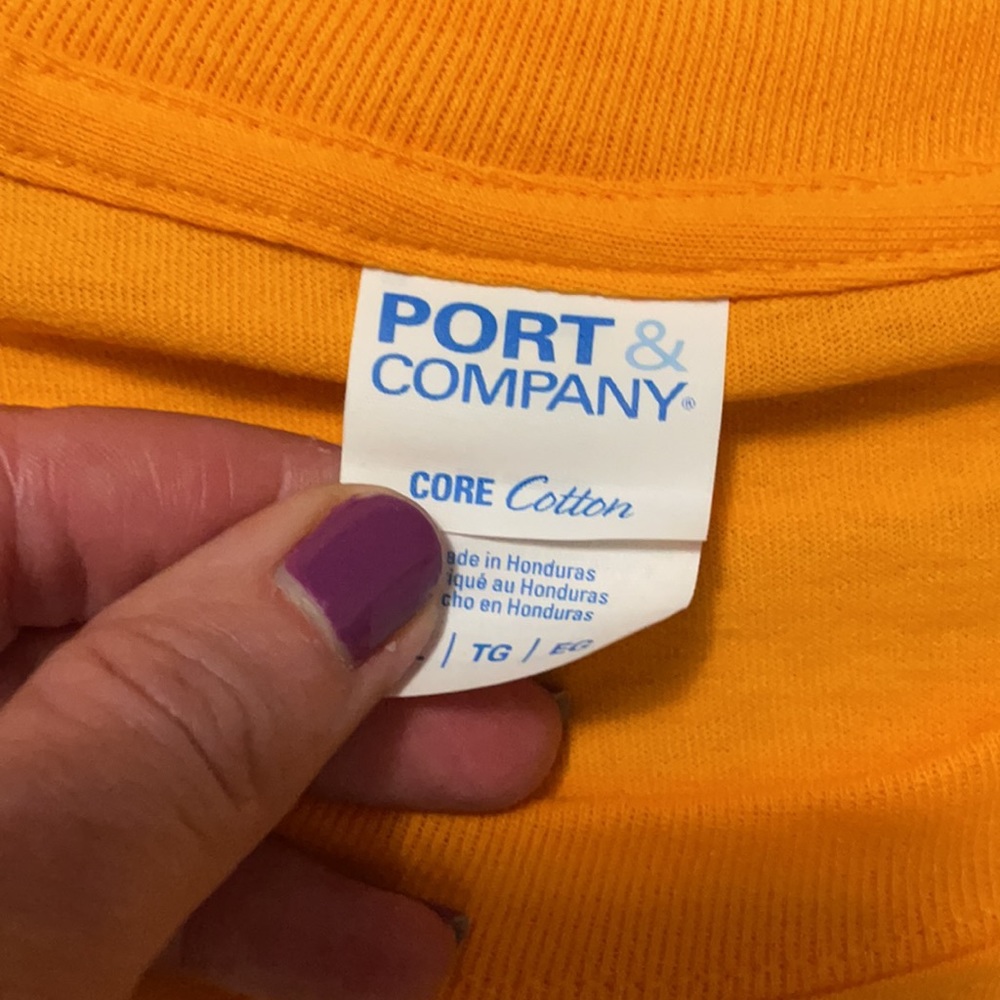 PORT &
COMPANY®
CORE Cotton
ade in Honduras
iqué au Honduras
cho en Honduras
| TG / EG